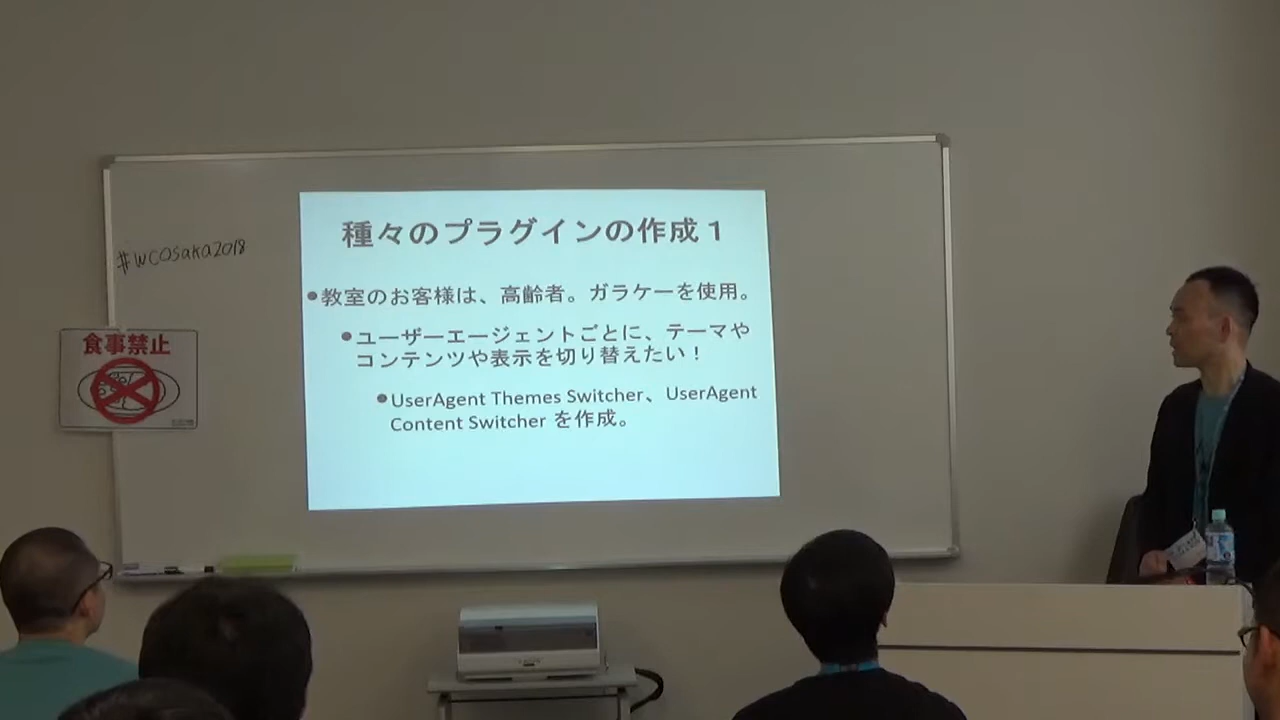 種々のプラグインの作成１
●教室のお客様は、高齢者。ガラケーを使用。
●ユーザーエージェントごとに、テーマや
コンテンツや表示を切り替えたい！
●UserAgent Themes Switcher、UserAgent
Content Switcher を作成。
#WCOsaka2018
食事禁止